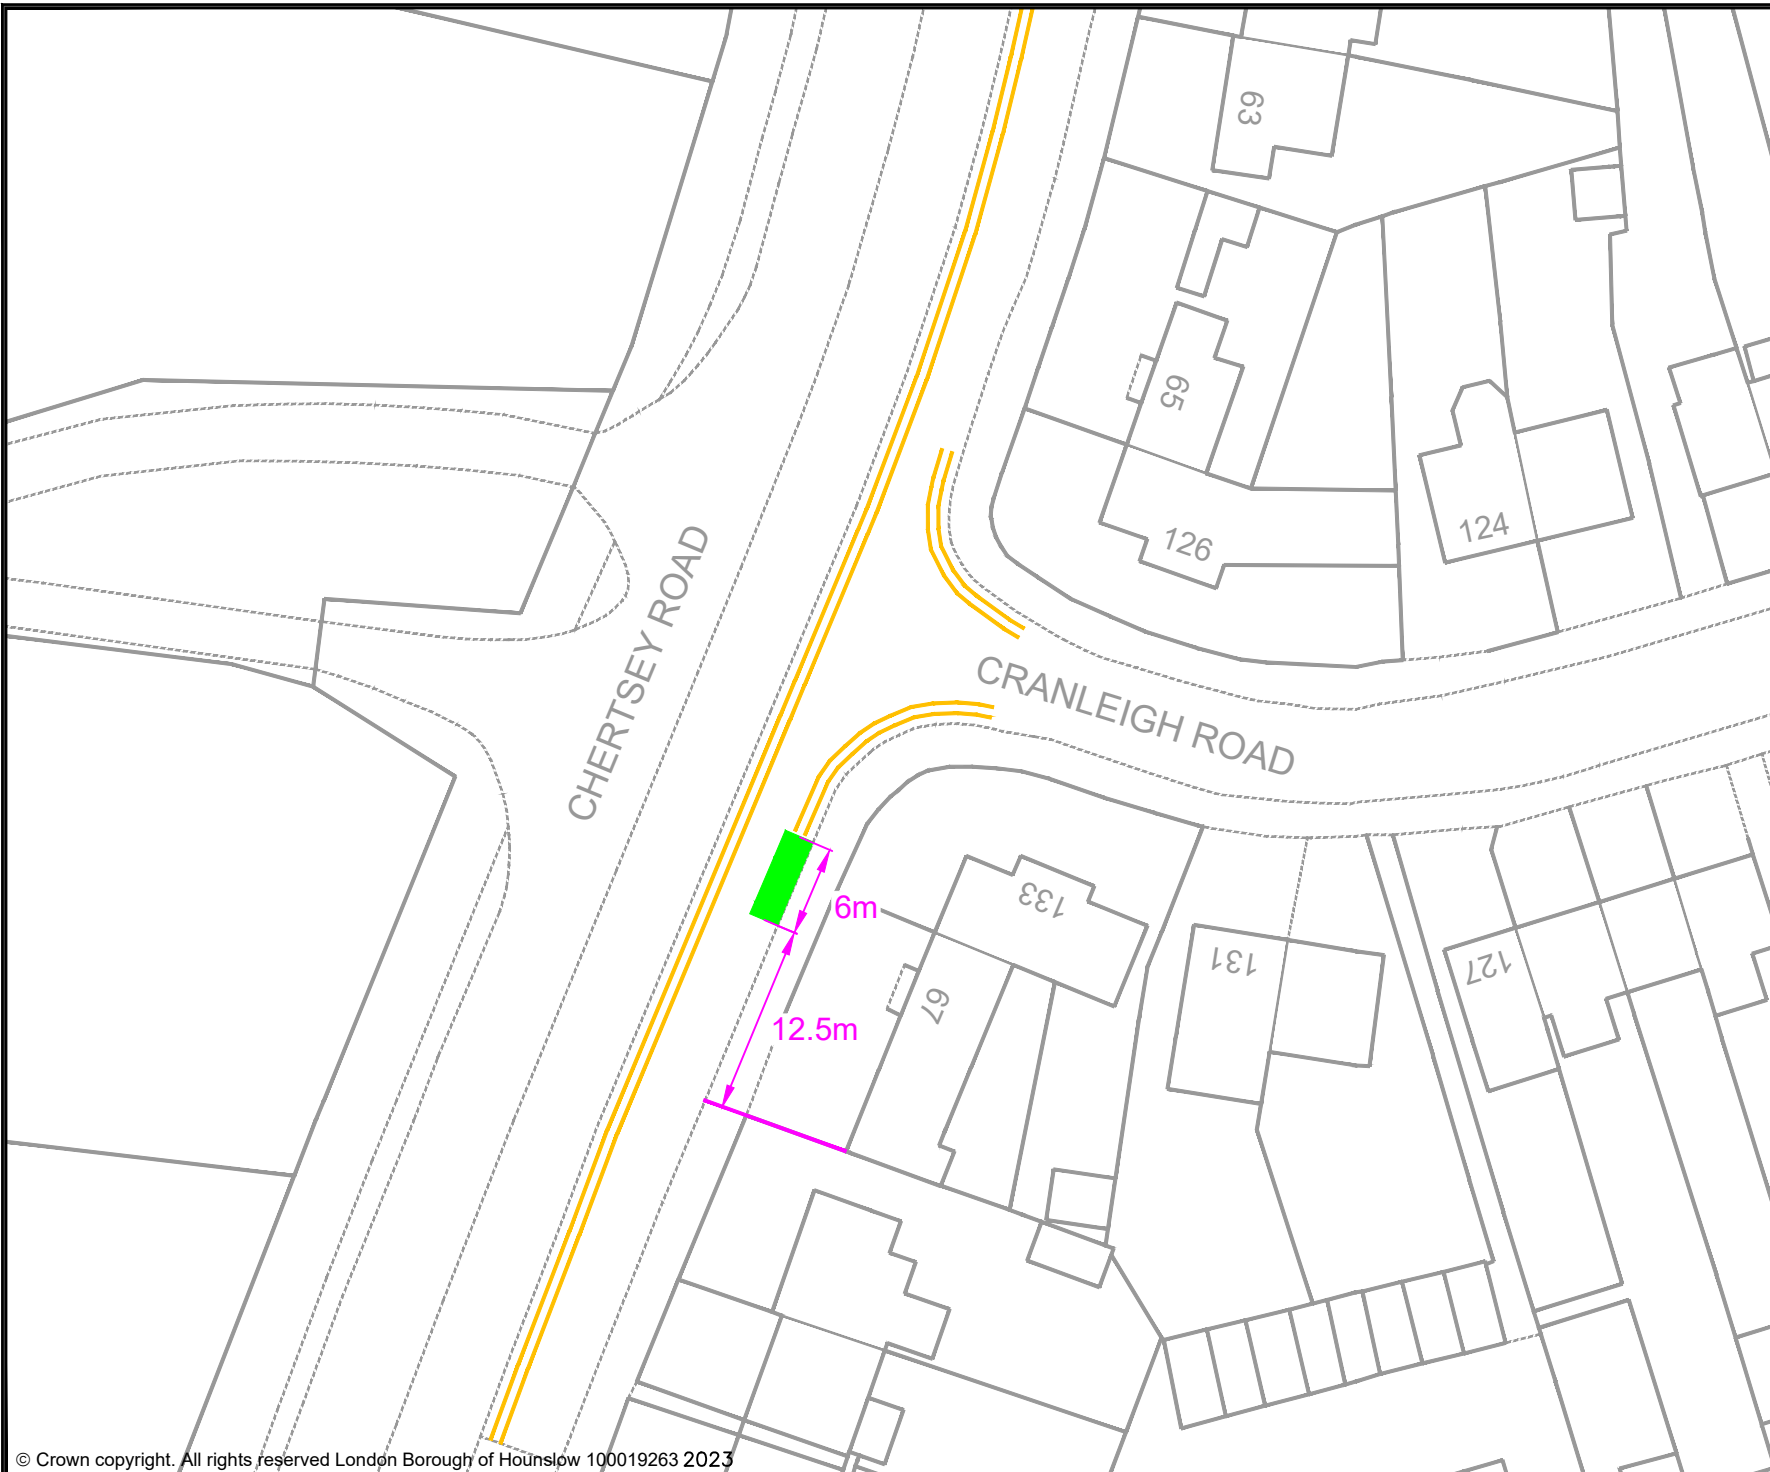 63
65
126
124
CHERTSEY ROAD
CRANLEIGH ROAD
6m
133
131
127
67
12.5m
© Crown copyright. All rights reserved London Borough of Hounslow 100019263 2023